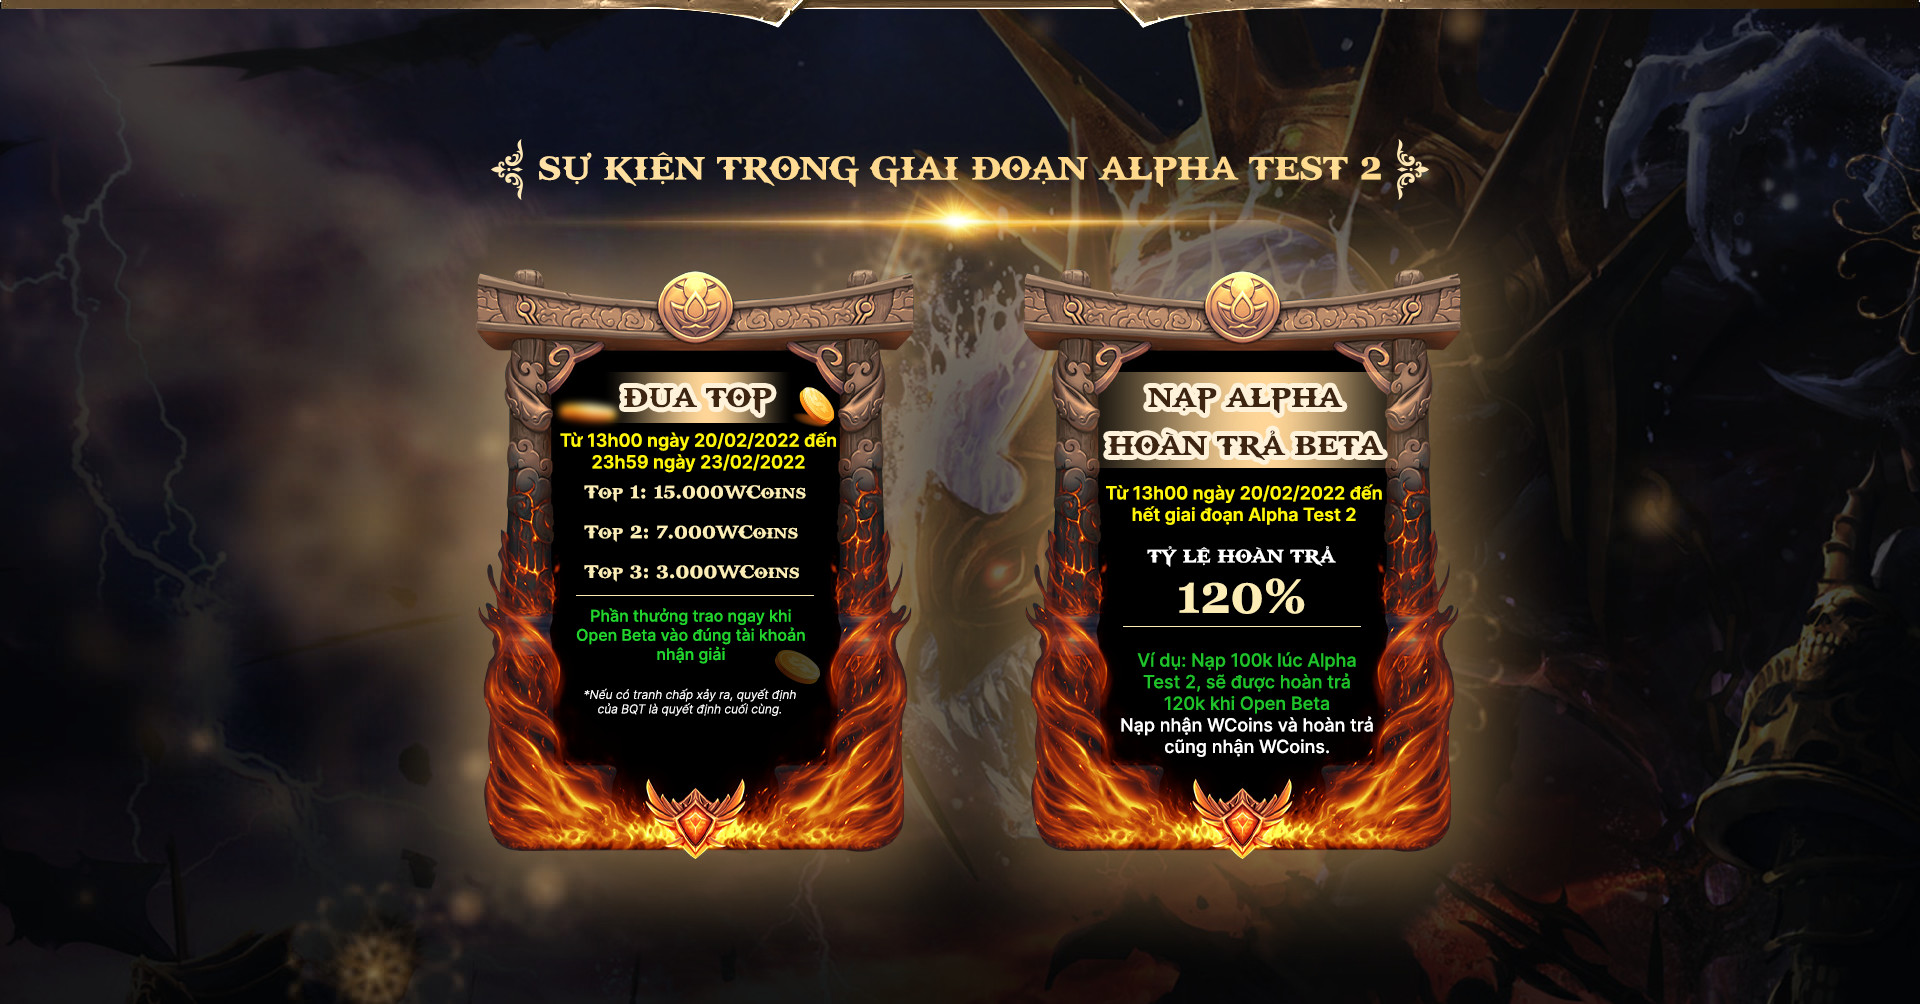 SỰ KIỆN TRONG GIAI ĐOẠN ALPHA TEST 2
ĐUA TOP
Từ 13h00 ngày 20/02/2022 đến
23h59 ngày 23/02/2022
Top 1: 15.000WCoins
Top 2: 7.000WCoins
Top 3: 3.000WCoins
Phần thưởng trao ngay khi
Open Beta vào đúng tài khoản
nhận giải
*Nếu có tranh chấp xảy ra, quyết định
của BQT là quyết định cuối cùng.
NẠP ALPHA
HOÀN TRẢ BETA
Từ 13h00 ngày 20/02/2022 đến
hết giai đoạn Alpha Test 2
TỶ LỆ HOÀN TRẢ
120%
Ví dụ: Nạp 100k lúc Alpha
Test 2, sẽ được hoàn trả
120k khi Open Beta
Nạp nhận WCoins và hoàn trả
cũng nhận WCoins.